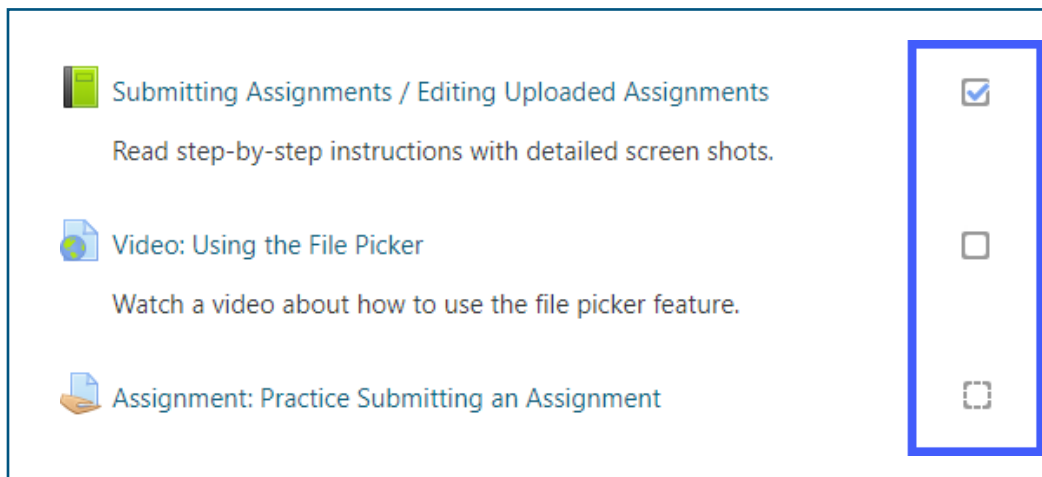 Submitting Assignments / Editing Uploaded Assignments
Read step-by-step instructions with detailed screen shots.
Video: Using the File Picker
Watch a video about how to use the file picker feature.
Assignment: Practice Submitting an Assignment